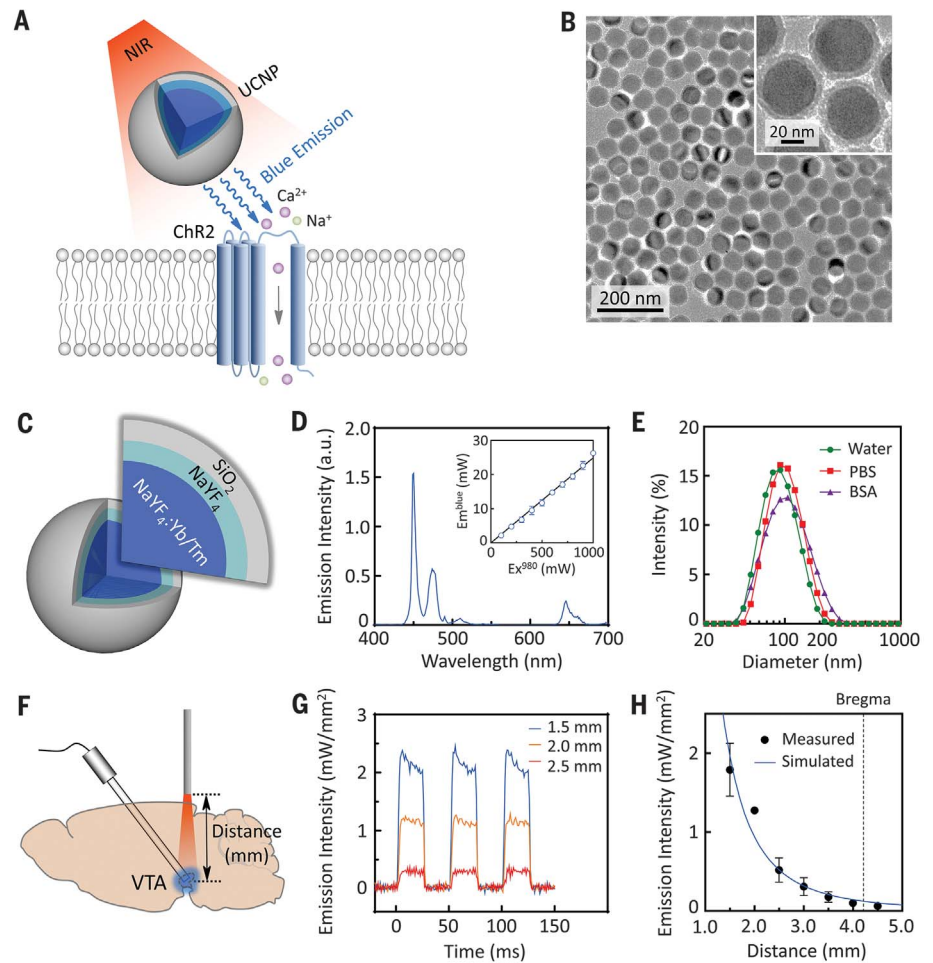 A
NIR
UCNP
Blue Emission
Ca²⁺
Na⁺
ChR2
B
20 nm
200 nm
C
SiO₂
NaYF₄
NaYF₄:Yb/Tm
D
Emission Intensity (a.u.)
2.0
1.5
1.0
0.5
0
400 500 600 700
Wavelength (nm)
Emᵇˡᵘᵉ (mW)
30
20
10
0
0 500 1000
Ex⁹⁸⁰ (mW)
E
Intensity (%)
20
15
10
5
0
Water
PBS
BSA
20 100 200 1000
Diameter (nm)
F
Distance
(mm)
VTA
G
Emission Intensity (mW/mm²)
3
2
1
0
1.5 mm
2.0 mm
2.5 mm
0 50 100 150
Time (ms)
H
Bregma
Emission Intensity (mW/mm²)
2
1
0
Measured
Simulated
1.0 2.0 3.0 4.0 5.0
Distance (mm)